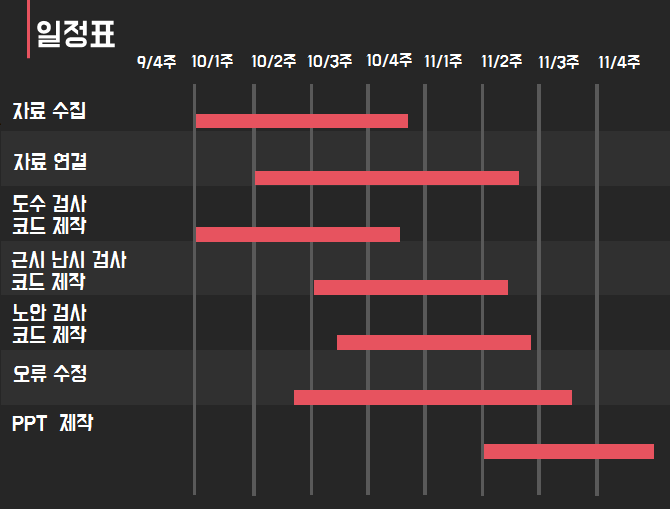 일정표
9/4주 10/1주 10/2주 10/3주 10/4주 11/1주 11/2주 11/3주 11/4주
자료 수집
자료 연결
도수 검사
코드 제작
근시 난시 검사
코드 제작
노안 검사
코드 제작
오류 수정
PPT 제작